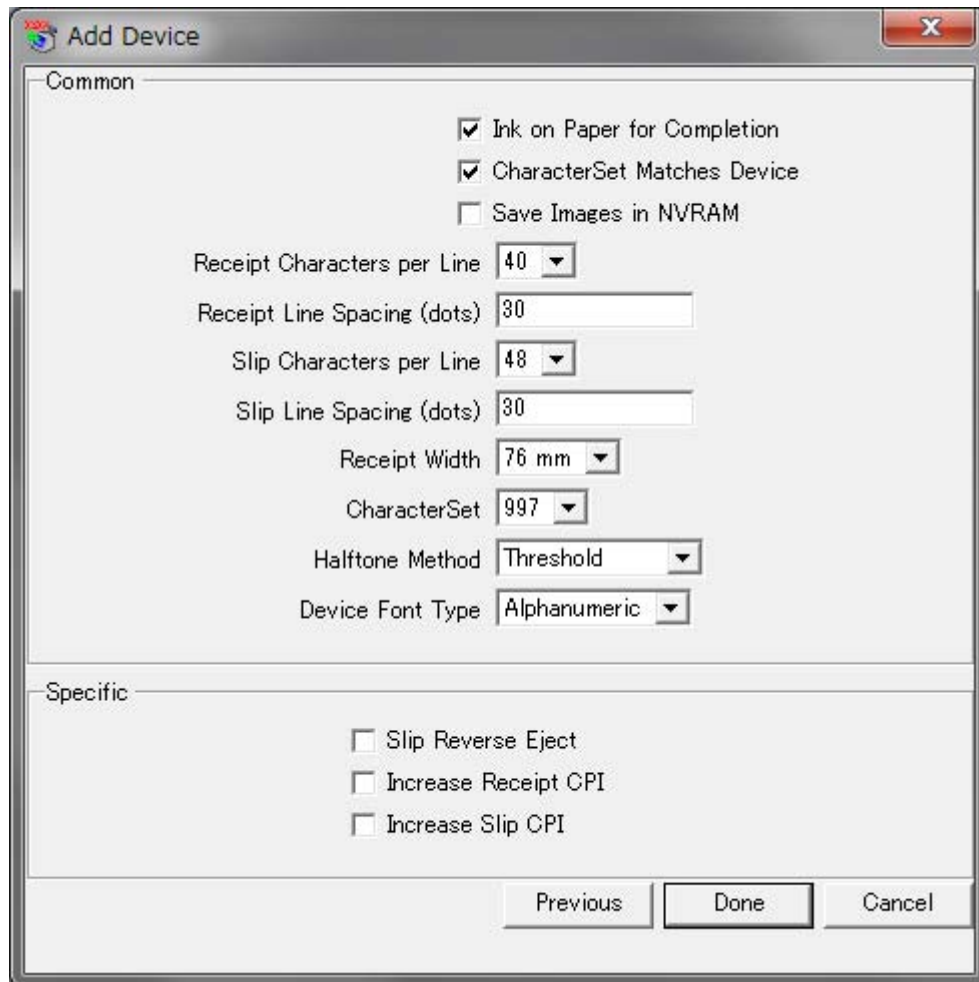 Add Device
Common
Ink on Paper for Completion
CharacterSet Matches Device
Save Images in NVRAM
Receipt Characters per Line 40
Receipt Line Spacing (dots) 30
Slip Characters per Line 48
Slip Line Spacing (dots) 30
Receipt Width 76 mm
CharacterSet 997
Halftone Method Threshold
Device Font Type Alphanumeric
Specific
Slip Reverse Eject
Increase Receipt CPI
Increase Slip CPI
Previous Done Cancel